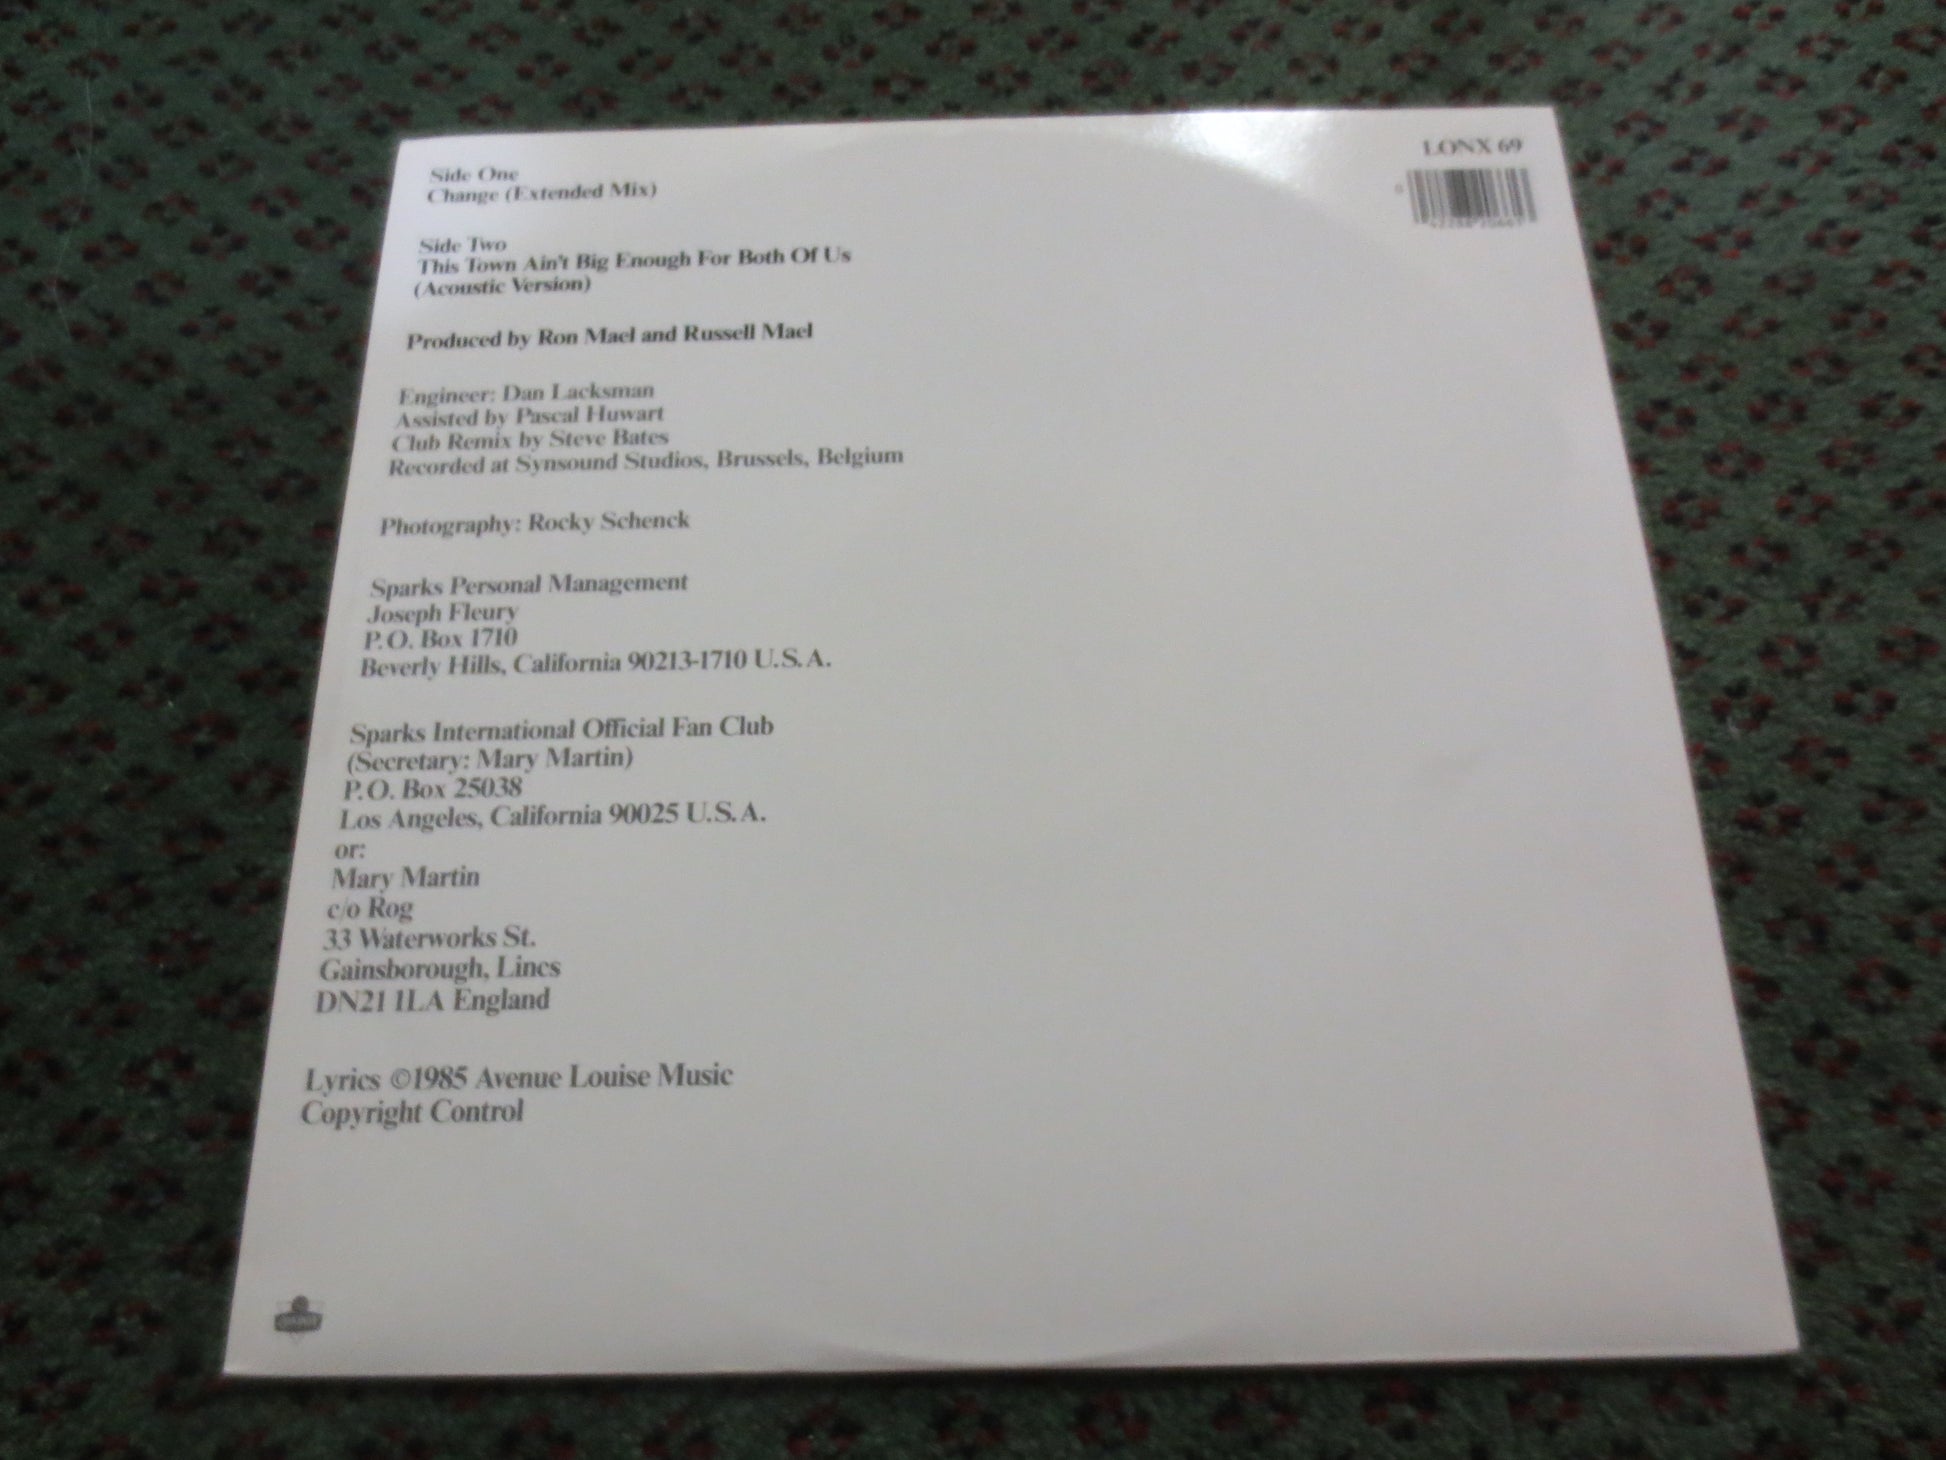 LONX 69
Side One
Change (Extended Mix)
Side Two
This Town Ain't Big Enough For Both Of Us
(Acoustic Version)
Produced by Ron Mael and Russell Mael
Engineer: Dan Lacksman
Assisted by Pascal Huwart
Club Remix by Steve Bates
Recorded at Synsound Studios, Brussels, Belgium
Photography: Rocky Schenck
Sparks Personal Management
Joseph Fleury
P.O. Box 1710
Beverly Hills, California 90213-1710 U.S.A.
Sparks International Official Fan Club
(Secretary: Mary Martin)
P.O. Box 25038
Los Angeles, California 90025 U.S.A.
or:
Mary Martin
c/o Rog
33 Waterworks St.
Gainsborough, Lincs
DN21 1LA England
Lyrics ©1985 Avenue Louise Music
Copyright Control